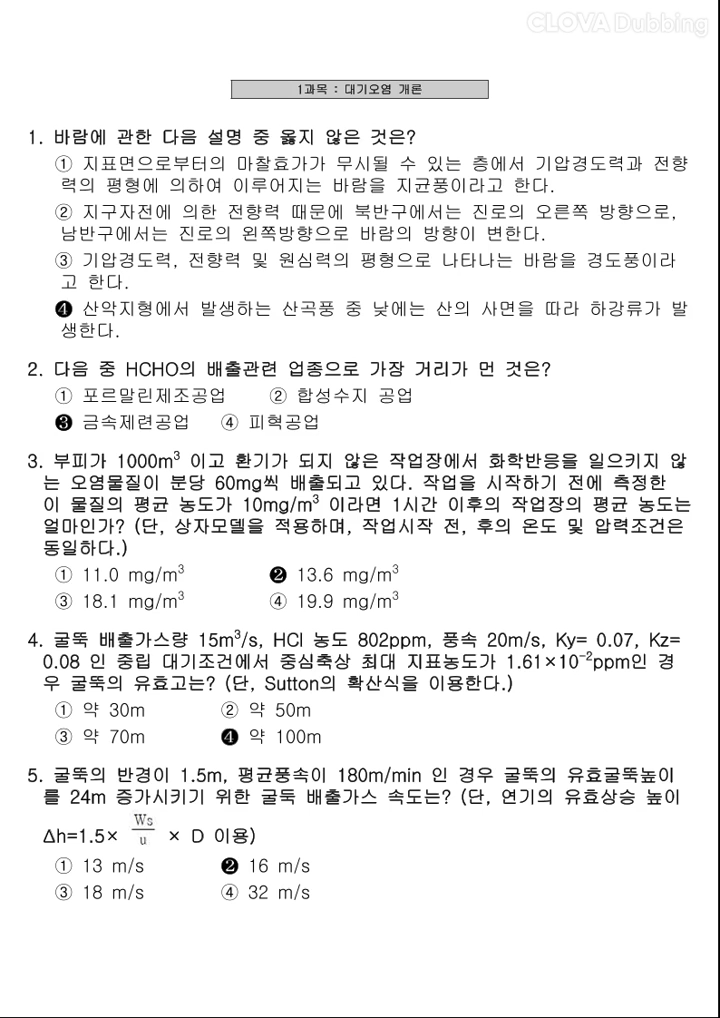 CLOVA Dubbing
1과목 : 대기오염 개론
1. 바람에 관한 다음 설명 중 옳지 않은 것은?
① 지표면으로부터의 마찰효가가 무시될 수 있는 층에서 기압경도력과 전향
력의 평형에 의하여 이루어지는 바람을 지균풍이라고 한다.
② 지구자전에 의한 전향력 때문에 북반구에서는 진로의 오른쪽 방향으로,
남반구에서는 진로의 왼쪽방향으로 바람의 방향이 변한다.
③ 기압경도력, 전향력 및 원심력의 평형으로 나타나는 바람을 경도풍이라
고 한다.
❹ 산악지형에서 발생하는 산곡풍 중 낮에는 산의 사면을 따라 하강류가 발
생한다.
2. 다음 중 HCHO의 배출관련 업종으로 가장 거리가 먼 것은?
① 포르말린제조공업 ② 합성수지 공업
❸ 금속제련공업 ④ 피혁공업
3. 부피가 1000m³ 이고 환기가 되지 않은 작업장에서 화학반응을 일으키지 않
는 오염물질이 분당 60mg씩 배출되고 있다. 작업을 시작하기 전에 측정한
이 물질의 평균 농도가 10mg/m³ 이라면 1시간 이후의 작업장의 평균 농도는
얼마인가? (단, 상자모델을 적용하며, 작업시작 전, 후의 온도 및 압력조건은
동일하다.)
① 11.0 mg/m³ ❷ 13.6 mg/m³
③ 18.1 mg/m³ ④ 19.9 mg/m³
4. 굴뚝 배출가스량 15m³/s, HCl 농도 802ppm, 풍속 20m/s, Ky= 0.07, Kz=
0.08 인 중립 대기조건에서 중심축상 최대 지표농도가 1.61×10⁻²ppm인 경
우 굴뚝의 유효고는? (단, Sutton의 확산식을 이용한다.)
① 약 30m ② 약 50m
③ 약 70m ❹ 약 100m
5. 굴뚝의 반경이 1.5m, 평균풍속이 180m/min 인 경우 굴뚝의 유효굴뚝높이
를 24m 증가시키기 위한 굴둑 배출가스 속도는? (단, 연기의 유효상승 높이
Δh=1.5× Ws/u × D 이용)
① 13 m/s ❷ 16 m/s
③ 18 m/s ④ 32 m/s